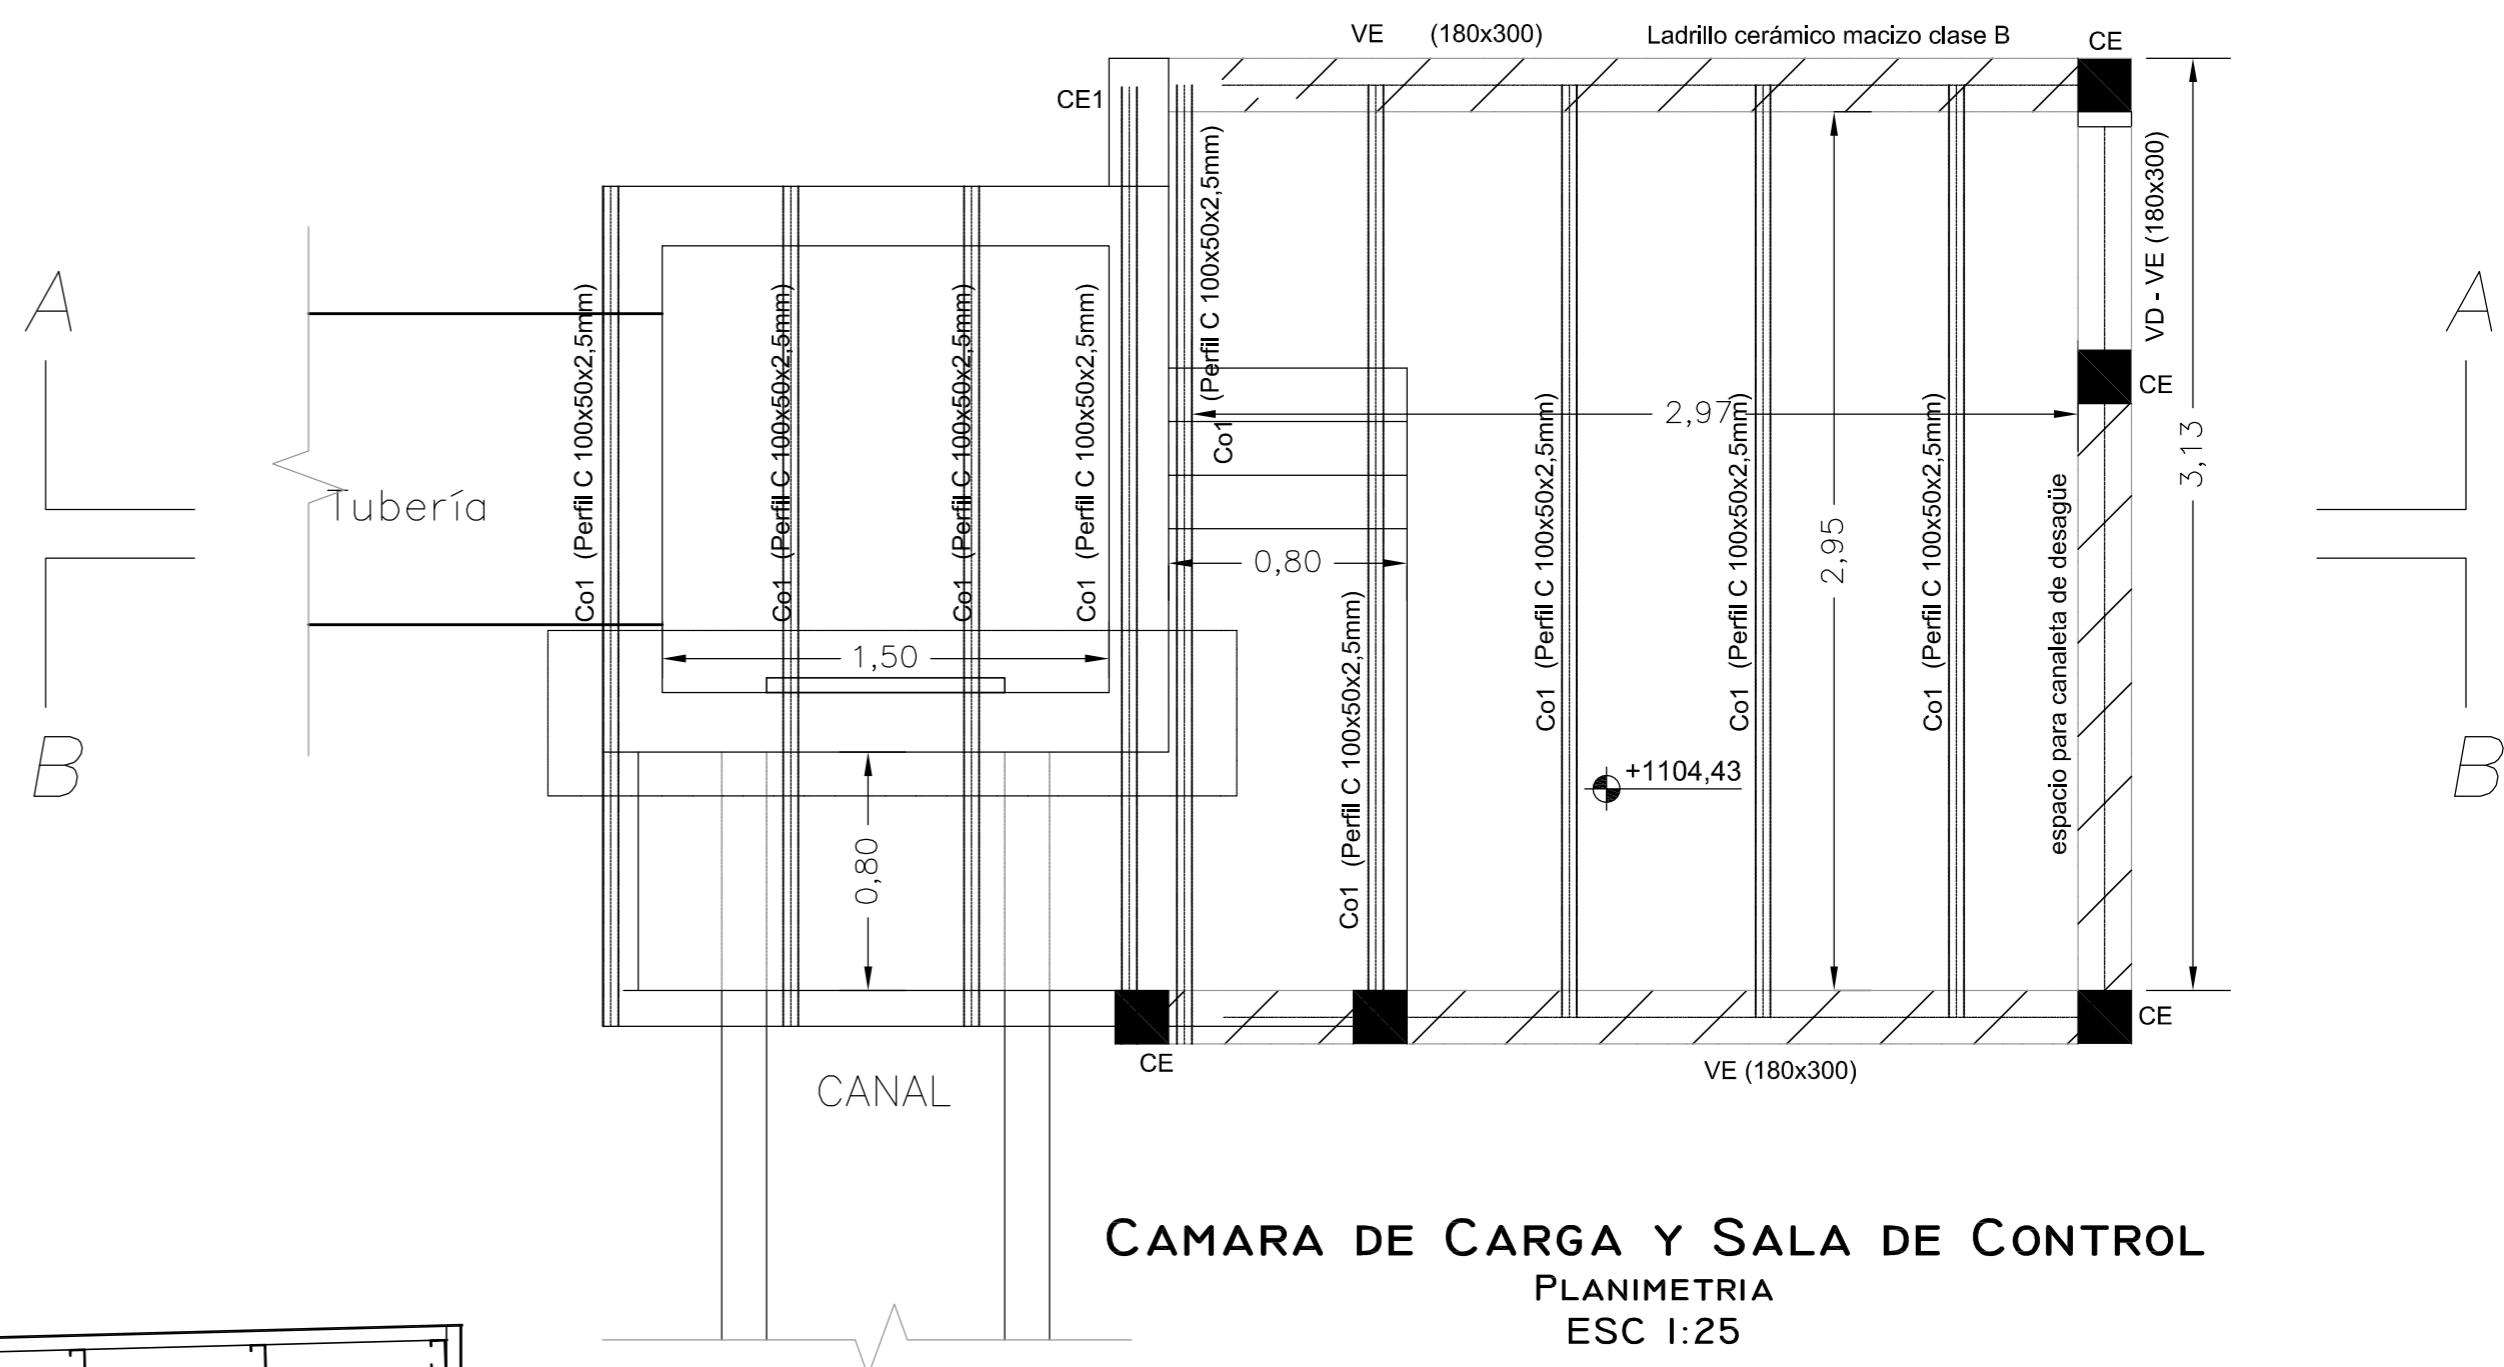 VE (180x300)
Ladrillo cerámico macizo clase B
CE
CE1
(Perfil C 100x50x2,5mm)
Co1
VD - VE (180x300)
A
A
Tubería
Co1 (Perfil C 100x50x2,5mm)
Co1 (Perfil C 100x50x2,5mm)
Co1 (Perfil C 100x50x2,5mm)
Co1 (Perfil C 100x50x2,5mm)
CE
2,97
3,13
0,80
2,95
Co1 (Perfil C 100x50x2,5mm)
Co1 (Perfil C 100x50x2,5mm)
Co1 (Perfil C 100x50x2,5mm)
Co1 (Perfil C 100x50x2,5mm)
espacio para canaleta de desagüe
1,50
B
B
+1104,43
0,80
CE
CE
VE (180x300)
CANAL
CAMARA DE CARGA Y SALA DE CONTROL
PLANIMETRIA
ESC 1:25